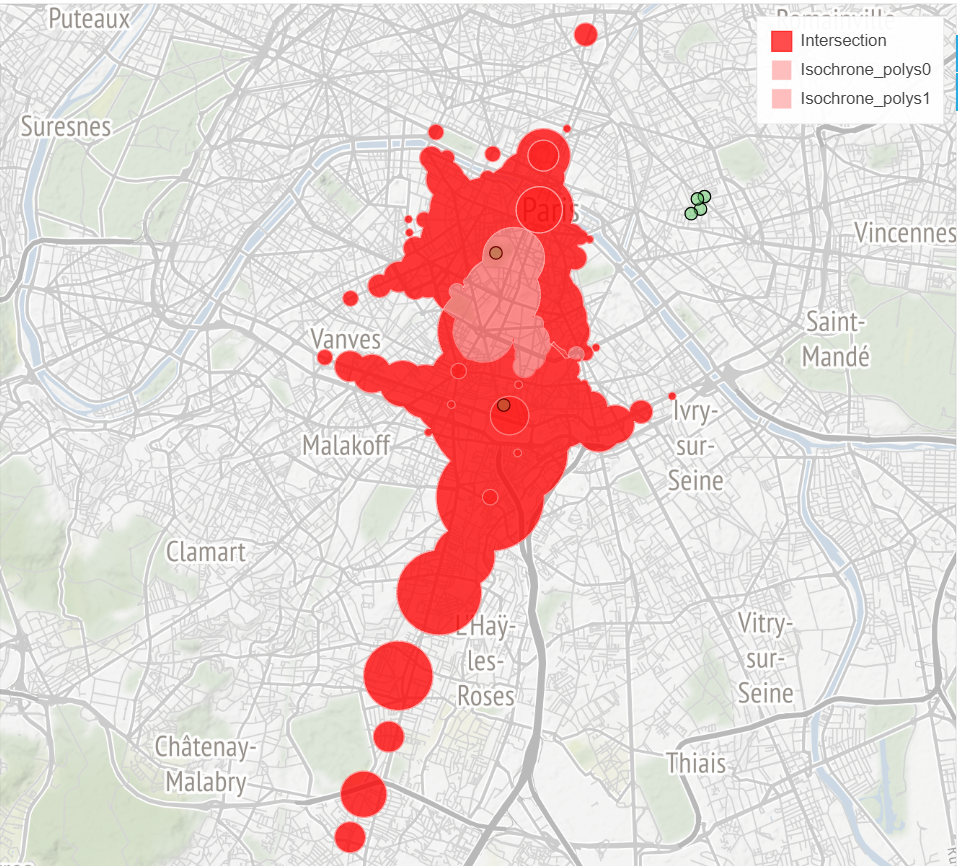 Puteaux
Romainville
Intersection
Isochrone_polys0
Isochrone_polys1
Suresnes
Paris
Vincennes
Vanves
Saint-
Mandé
Malakoff
Ivry-
sur-
Seine
Clamart
L'Haÿ-
les-
Roses
Vitry-
sur-
Seine
Châtenay-
Malabry
Thiais